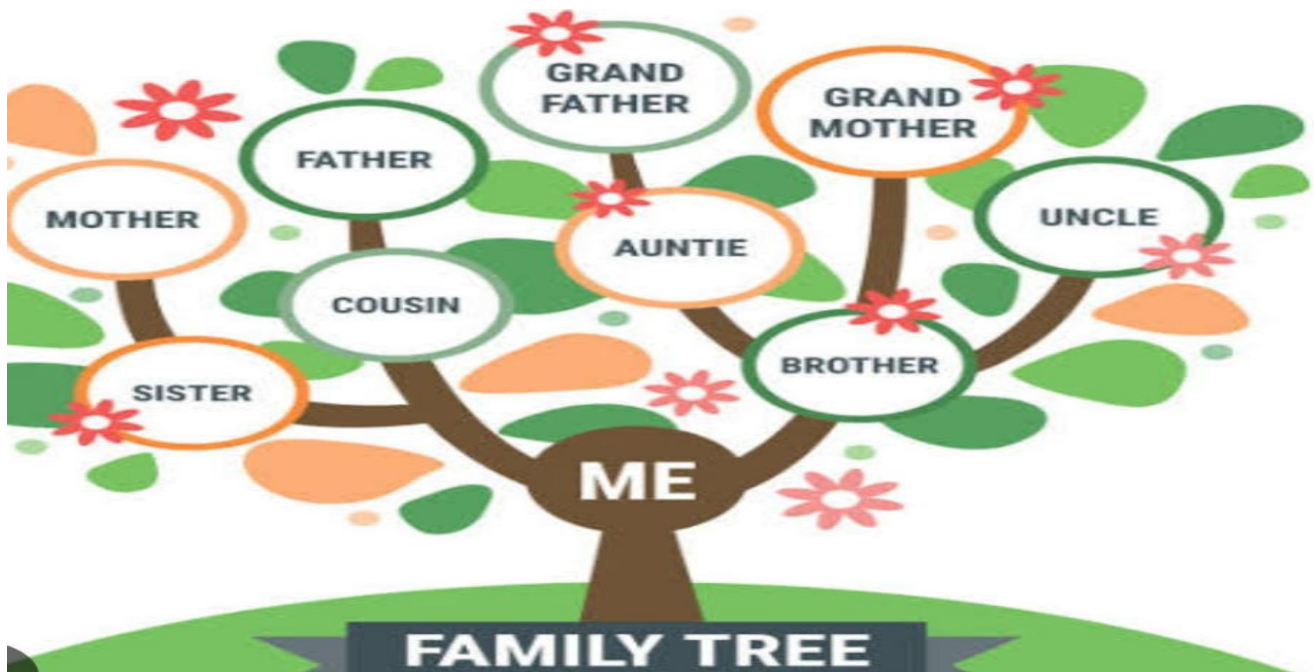 GRAND
FATHER
GRAND
MOTHER
FATHER
MOTHER
UNCLE
AUNTIE
COUSIN
BROTHER
SISTER
ME
FAMILY TREE